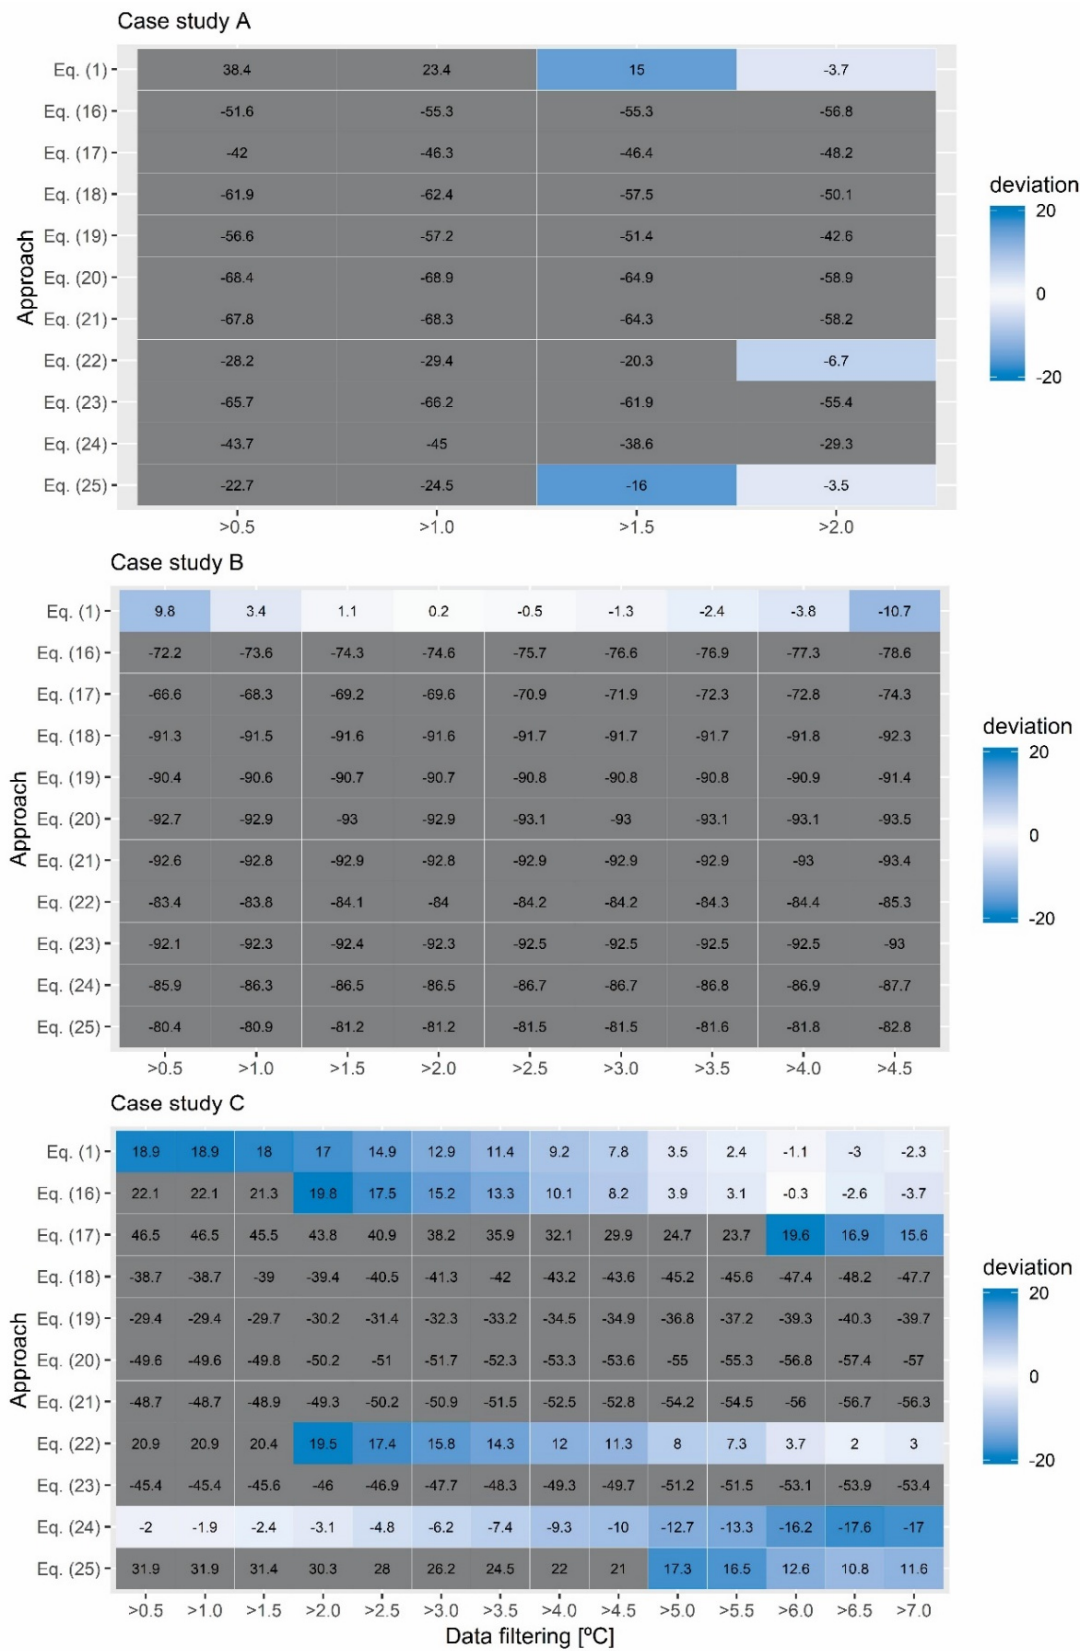 Case study A
Approach
Eq. (1) 38.4 23.4 15 -3.7
Eq. (16) -51.6 -55.3 -55.3 -56.8
Eq. (17) -42 -46.3 -46.4 -48.2
Eq. (18) -61.9 -62.4 -57.5 -50.1
Eq. (19) -56.6 -57.2 -51.4 -42.6
Eq. (20) -68.4 -68.9 -64.9 -58.9
Eq. (21) -67.8 -68.3 -64.3 -58.2
Eq. (22) -28.2 -29.4 -20.3 -6.7
Eq. (23) -65.7 -66.2 -61.9 -55.4
Eq. (24) -43.7 -45 -38.6 -29.3
Eq. (25) -22.7 -24.5 -16 -3.5
>0.5 >1.0 >1.5 >2.0
deviation
20
0
-20
Case study B
Approach
Eq. (1) 9.8 3.4 1.1 0.2 -0.5 -1.3 -2.4 -3.8 -10.7
Eq. (16) -72.2 -73.6 -74.3 -74.6 -75.7 -76.6 -76.9 -77.3 -78.6
Eq. (17) -66.6 -68.3 -69.2 -69.6 -70.9 -71.9 -72.3 -72.8 -74.3
Eq. (18) -91.3 -91.5 -91.6 -91.6 -91.7 -91.7 -91.7 -91.8 -92.3
Eq. (19) -90.4 -90.6 -90.7 -90.7 -90.8 -90.8 -90.8 -90.9 -91.4
Eq. (20) -92.7 -92.9 -93 -92.9 -93.1 -93 -93.1 -93.1 -93.5
Eq. (21) -92.6 -92.8 -92.9 -92.8 -92.9 -92.9 -92.9 -93 -93.4
Eq. (22) -83.4 -83.8 -84.1 -84 -84.2 -84.2 -84.3 -84.4 -85.3
Eq. (23) -92.1 -92.3 -92.4 -92.3 -92.5 -92.5 -92.5 -92.5 -93
Eq. (24) -85.9 -86.3 -86.5 -86.5 -86.7 -86.7 -86.8 -86.9 -87.7
Eq. (25) -80.4 -80.9 -81.2 -81.2 -81.5 -81.5 -81.6 -81.8 -82.8
>0.5 >1.0 >1.5 >2.0 >2.5 >3.0 >3.5 >4.0 >4.5
deviation
20
0
-20
Case study C
Approach
Eq. (1) 18.9 18.9 18 17 14.9 12.9 11.4 9.2 7.8 3.5 2.4 -1.1 -3 -2.3
Eq. (16) 22.1 22.1 21.3 19.8 17.5 15.2 13.3 10.1 8.2 3.9 3.1 -0.3 -2.6 -3.7
Eq. (17) 46.5 46.5 45.5 43.8 40.9 38.2 35.9 32.1 29.9 24.7 23.7 19.6 16.9 15.6
Eq. (18) -38.7 -38.7 -39 -39.4 -40.5 -41.3 -42 -43.2 -43.6 -45.2 -45.6 -47.4 -48.2 -47.7
Eq. (19) -29.4 -29.4 -29.7 -30.2 -31.4 -32.3 -33.2 -34.5 -34.9 -36.8 -37.2 -39.3 -40.3 -39.7
Eq. (20) -49.6 -49.6 -49.8 -50.2 -51 -51.7 -52.3 -53.3 -53.6 -55 -55.3 -56.8 -57.4 -57
Eq. (21) -48.7 -48.7 -48.9 -49.3 -50.2 -50.9 -51.5 -52.5 -52.8 -54.2 -54.5 -56 -56.7 -56.3
Eq. (22) 20.9 20.9 20.4 19.5 17.4 15.8 14.3 12 11.3 8 7.3 3.7 2 3
Eq. (23) -45.4 -45.4 -45.6 -46 -46.9 -47.7 -48.3 -49.3 -49.7 -51.2 -51.5 -53.1 -53.9 -53.4
Eq. (24) -2 -1.9 -2.4 -3.1 -4.8 -6.2 -7.4 -9.3 -10 -12.7 -13.3 -16.2 -17.6 -17
Eq. (25) 31.9 31.9 31.4 30.3 28 26.2 24.5 22 21 17.3 16.5 12.6 10.8 11.6
>0.5 >1.0 >1.5 >2.0 >2.5 >3.0 >3.5 >4.0 >4.5 >5.0 >5.5 >6.0 >6.5 >7.0
Data filtering [ºC]
deviation
20
0
-20